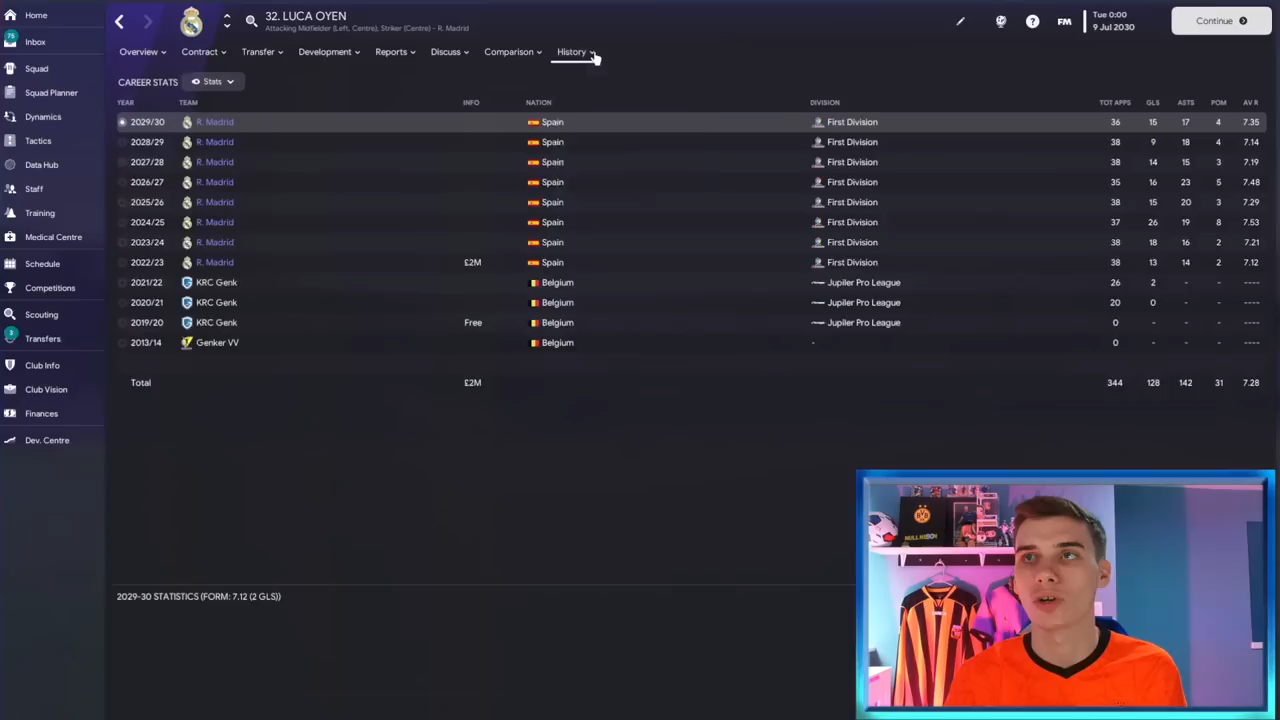 Home
75
Inbox
Squad
Squad Planner
Dynamics
Tactics
Data Hub
Staff
Training
Medical Centre
Schedule
Competitions
Scouting
3
Transfers
Club Info
Club Vision
Finances
Dev. Centre
32. LUCA OYEN
Attacking Midfielder (Left, Centre), Striker (Centre) - R. Madrid
? FM Tue 0:00
9 Jul 2030
Continue
Overview Contract Transfer Development Reports Discuss Comparison History
CAREER STATS Stats
YEAR TEAM INFO NATION DIVISION TOT APPS GLS ASTS POM AV R
2029/30 R. Madrid Spain First Division 36 15 17 4 7.35
2028/29 R. Madrid Spain First Division 38 9 18 4 7.14
2027/28 R. Madrid Spain First Division 38 14 15 3 7.19
2026/27 R. Madrid Spain First Division 35 16 23 5 7.48
2025/26 R. Madrid Spain First Division 38 15 20 3 7.29
2024/25 R. Madrid Spain First Division 37 26 19 8 7.53
2023/24 R. Madrid Spain First Division 38 18 16 2 7.21
2022/23 R. Madrid £2M Spain First Division 38 13 14 2 7.12
2021/22 KRC Genk Belgium Jupiler Pro League 26 2 - - ----
2020/21 KRC Genk Belgium Jupiler Pro League 20 0 - - ----
2019/20 KRC Genk Free Belgium Jupiler Pro League 0 - - - ----
2013/14 Genker VV Belgium - 0 - - - ----
Total £2M 344 128 142 31 7.28
2029-30 STATISTICS (FORM: 7.12 (2 GLS))
BVB
09